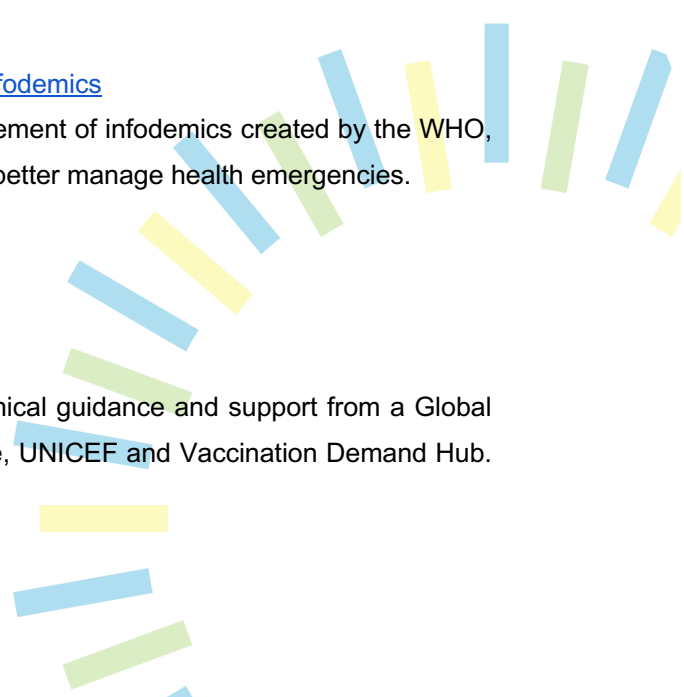 fodemics
ement of infodemics created by the WHO,
better manage health emergencies.
nical guidance and support from a Global
e, UNICEF and Vaccination Demand Hub.